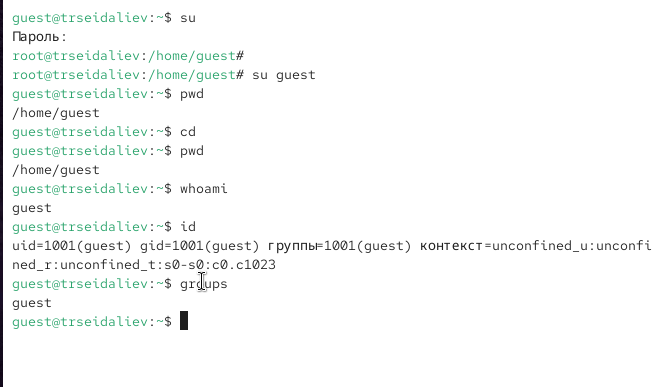 guest@trseidaliev:~$ su
Пароль:
root@trseidaliev:/home/guest#
root@trseidaliev:/home/guest# su guest
guest@trseidaliev:~$ pwd
/home/guest
guest@trseidaliev:~$ cd
guest@trseidaliev:~$ pwd
/home/guest
guest@trseidaliev:~$ whoami
guest
guest@trseidaliev:~$ id
uid=1001(guest) gid=1001(guest) группы=1001(guest) контекст=unconfined_u:unconfi
ned_r:unconfined_t:s0-s0:c0.c1023
guest@trseidaliev:~$ groups
guest
guest@trseidaliev:~$